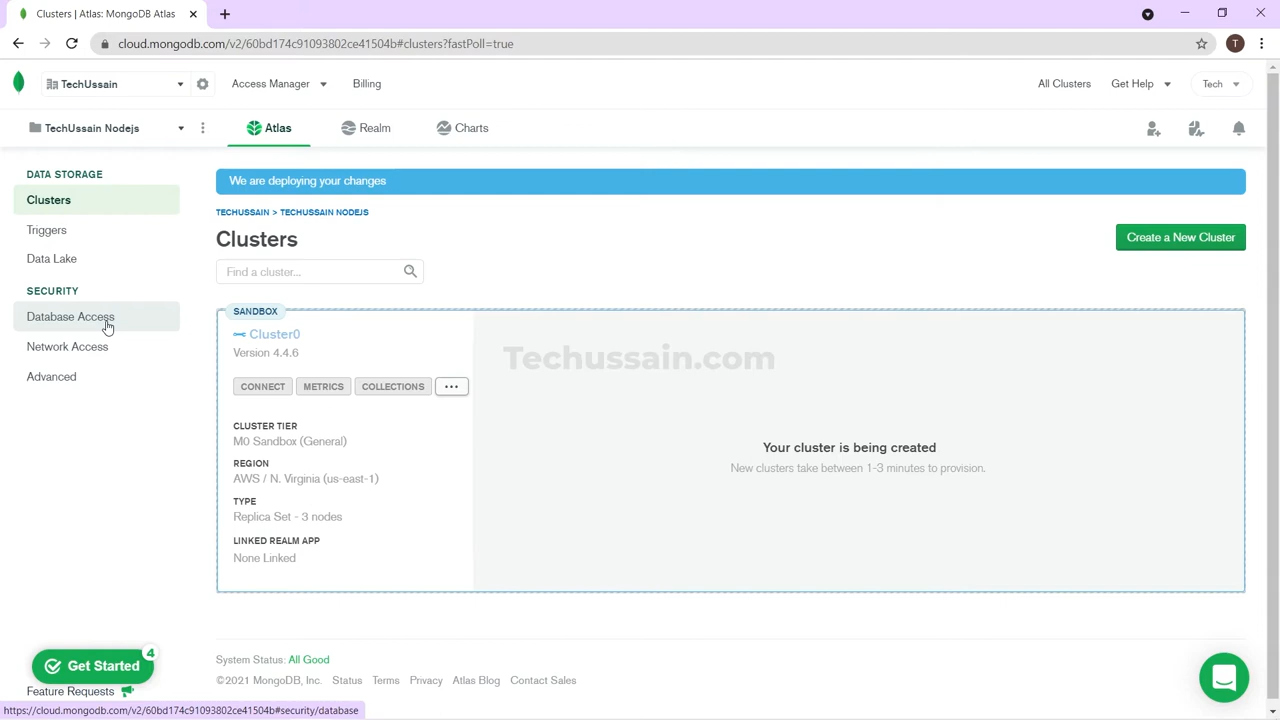 Clusters | Atlas: MongoDB Atlas
cloud.mongodb.com/v2/60bd174c91093802ce41504b#clusters?fastPoll=true
T
TechUssain
Access Manager
Billing
All Clusters
Get Help
Tech
TechUssain Nodejs
Atlas
Realm
Charts
DATA STORAGE
Clusters
Triggers
Data Lake
SECURITY
Database Access
Network Access
Advanced
We are deploying your changes
TECHUSSAIN > TECHUSSAIN NODEJS
Clusters
Create a New Cluster
Find a cluster...
SANDBOX
Cluster0
Version 4.4.6
CONNECT
METRICS
COLLECTIONS
...
CLUSTER TIER
M0 Sandbox (General)
REGION
AWS / N. Virginia (us-east-1)
TYPE
Replica Set - 3 nodes
LINKED REALM APP
None Linked
Techussain.com
Your cluster is being created
New clusters take between 1-3 minutes to provision.
Get Started
4
Feature Requests
System Status: All Good
©2021 MongoDB, Inc.
Status
Terms
Privacy
Atlas Blog
Contact Sales
https://cloud.mongodb.com/v2/60bd174c91093802ce41504b#security/database